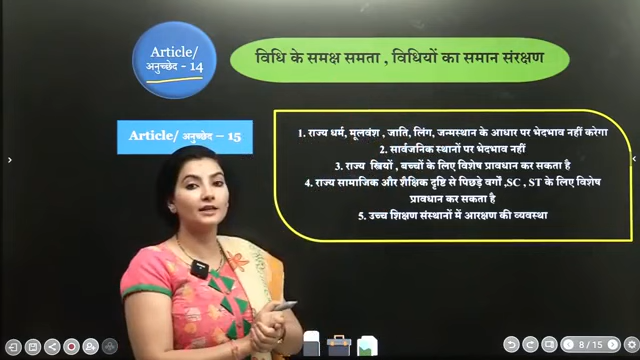 Article/
अनुच्छेद - 14
विधि के समक्ष समता , विधियों का समान संरक्षण
Article/ अनुच्छेद – 15
1. राज्य धर्म, मूलवंश , जाति, लिंग, जन्मस्थान के आधार पर भेदभाव नहीं करेगा
2. सार्वजनिक स्थानों पर भेदभाव नहीं
3. राज्य स्त्रियों , बच्चों के लिए विशेष प्रावधान कर सकता है
4. राज्य सामाजिक और शैक्षिक दृष्टि से पिछड़े वर्गों ,SC , ST के लिए विशेष
प्रावधान कर सकता है
5. उच्च शिक्षण संस्थानों में आरक्षण की व्यवस्था
8 / 15